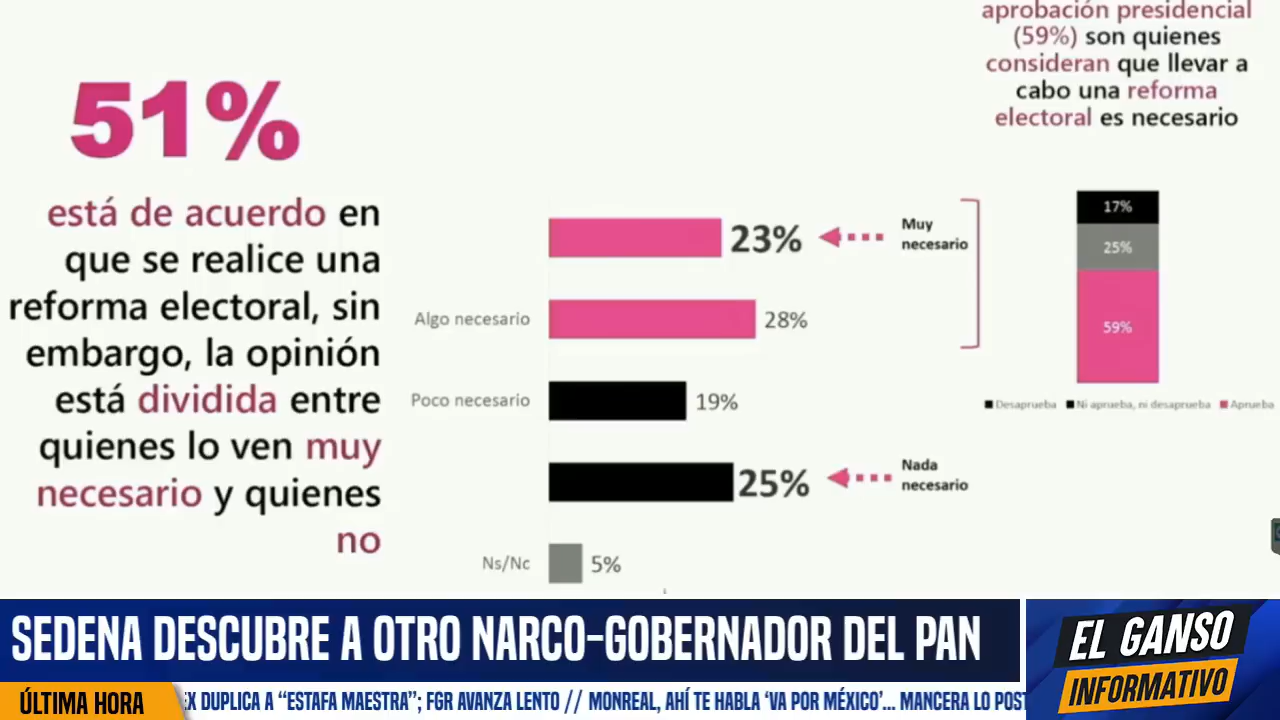 51%
está de acuerdo en
que se realice una
reforma electoral, sin
embargo, la opinión
está dividida entre
quienes lo ven muy
necesario y quienes
no
23%
Muy
necesario
Algo necesario
28%
Poco necesario
19%
25%
Nada
necesario
Ns/Nc
5%
aprobación presidencial
(59%) son quienes
consideran que llevar a
cabo una reforma
electoral es necesario
17%
25%
59%
Desaprueba Ni aprueba, ni desaprueba Aprueba
SEDENA DESCUBRE A OTRO NARCO-GOBERNADOR DEL PAN
EL GANSO
INFORMATIVO
ÚLTIMA HORA
EX DUPLICA A “ESTAFA MAESTRA”; FGR AVANZA LENTO // MONREAL, AHÍ TE HABLA ‘VA POR MÉXICO’... MANCERA LO POST